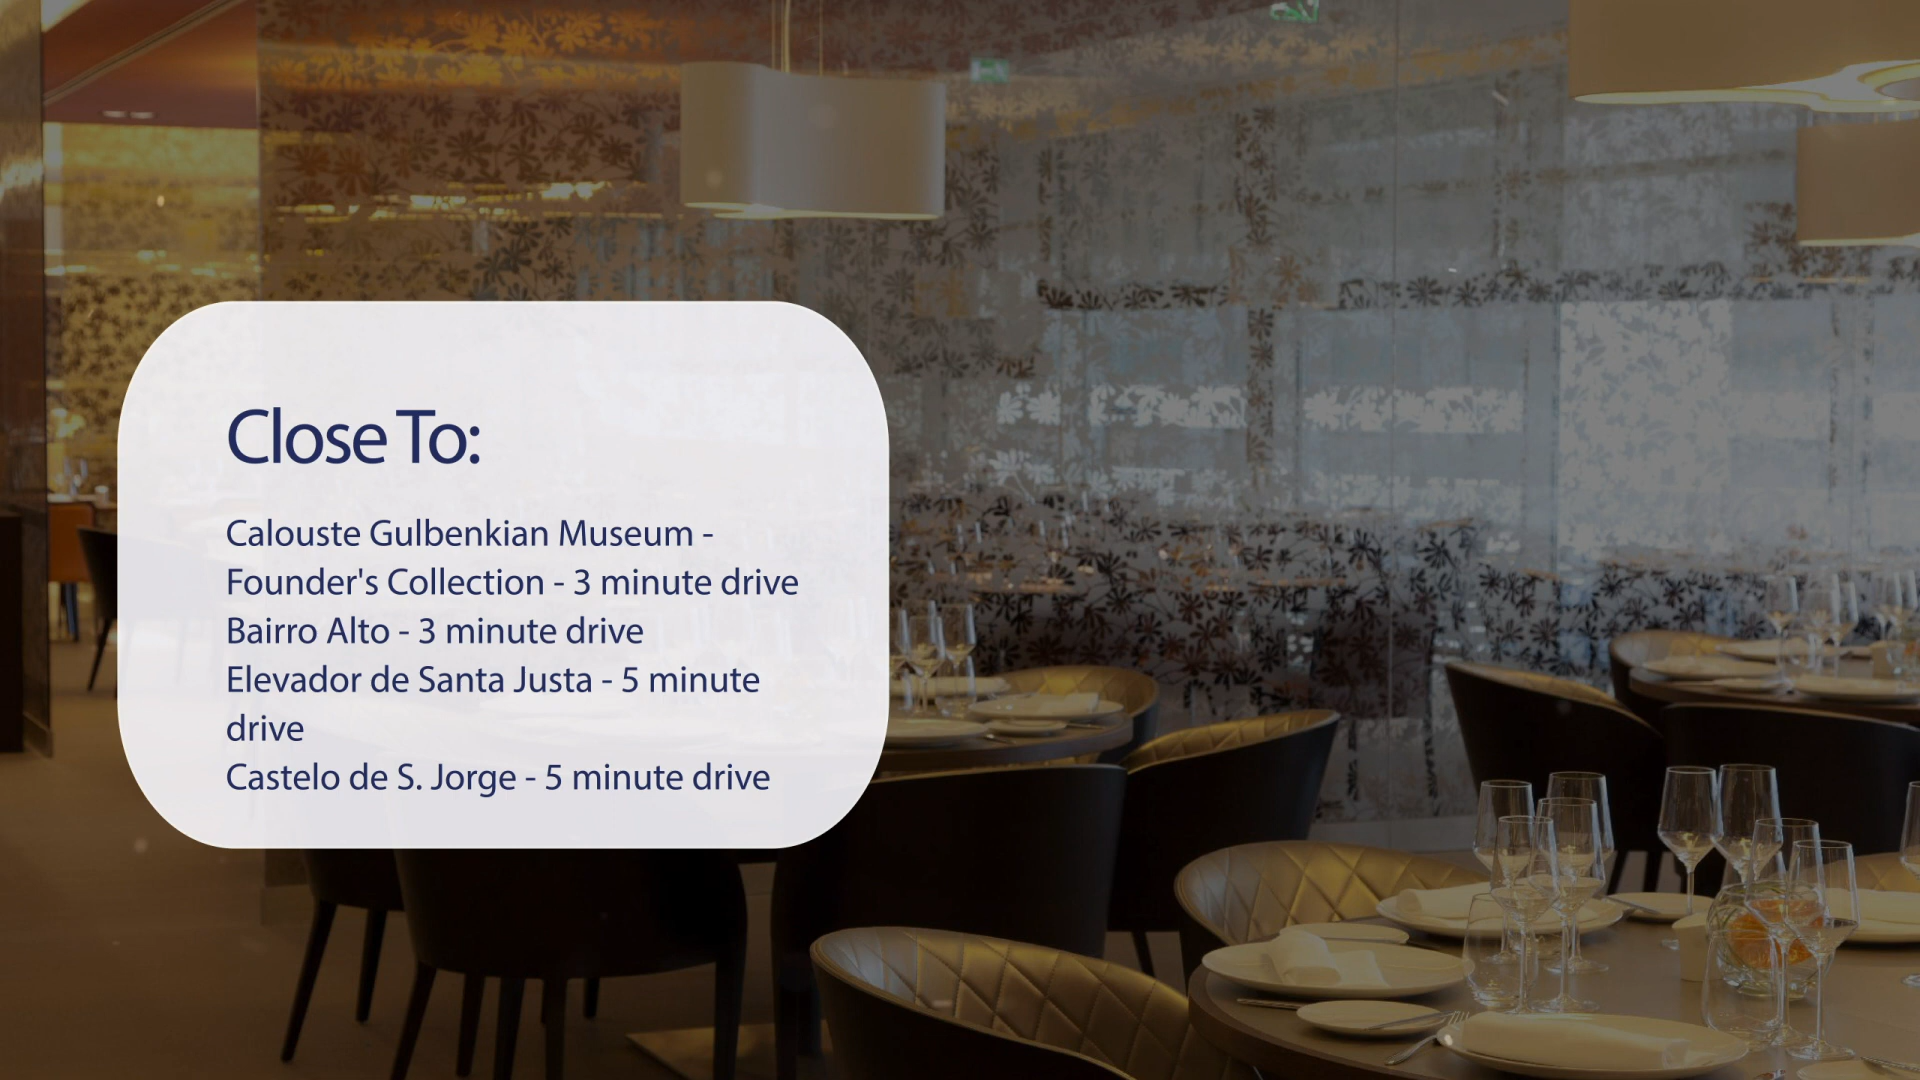 Close To:
Calouste Gulbenkian Museum -
Founder's Collection - 3 minute drive
Bairro Alto - 3 minute drive
Elevador de Santa Justa - 5 minute
drive
Castelo de S. Jorge - 5 minute drive